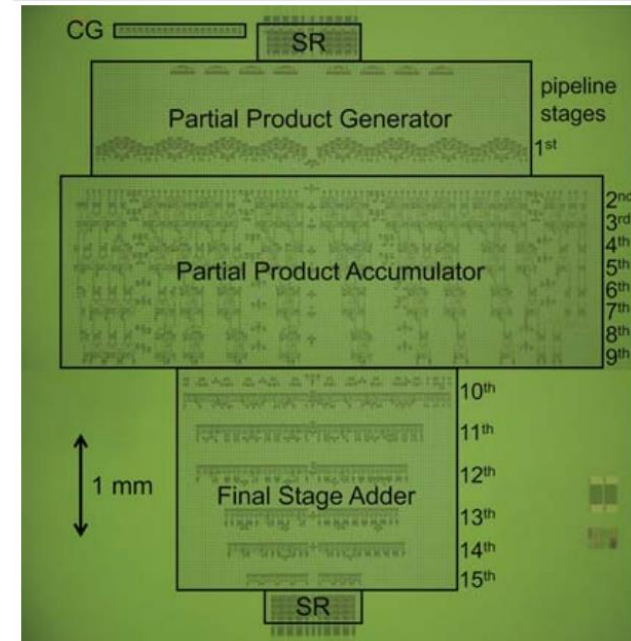 CG
SR
Partial Product Generator
pipeline
stages
1st
2nd
3rd
4th
Partial Product Accumulator
5th
6th
7th
8th
9th
10th
11th
1 mm
12th
Final Stage Adder
13th
14th
15th
SR